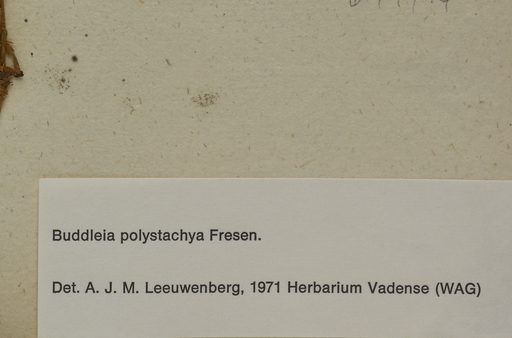 Buddleia polystachya Fresen.
Det. A. J. M. Leeuwenberg, 1971 Herbarium Vadense (WAG)